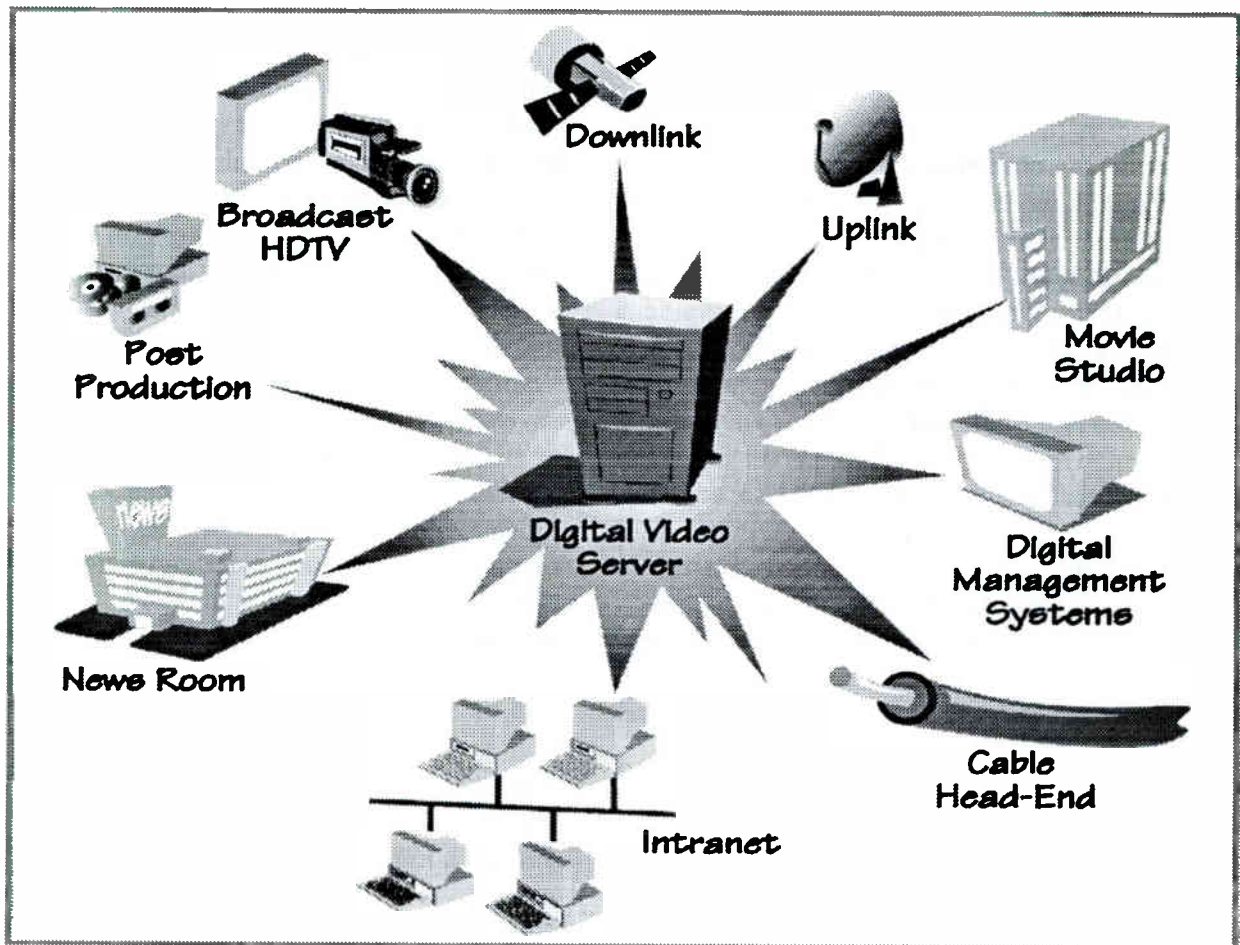 Downlink
Broadcast
HDTV
Uplink
Post
Production
Movie
Studio
Digital Video
Server
Digital
Management
Systems
news
News Room
Cable
Head-End
Intranet